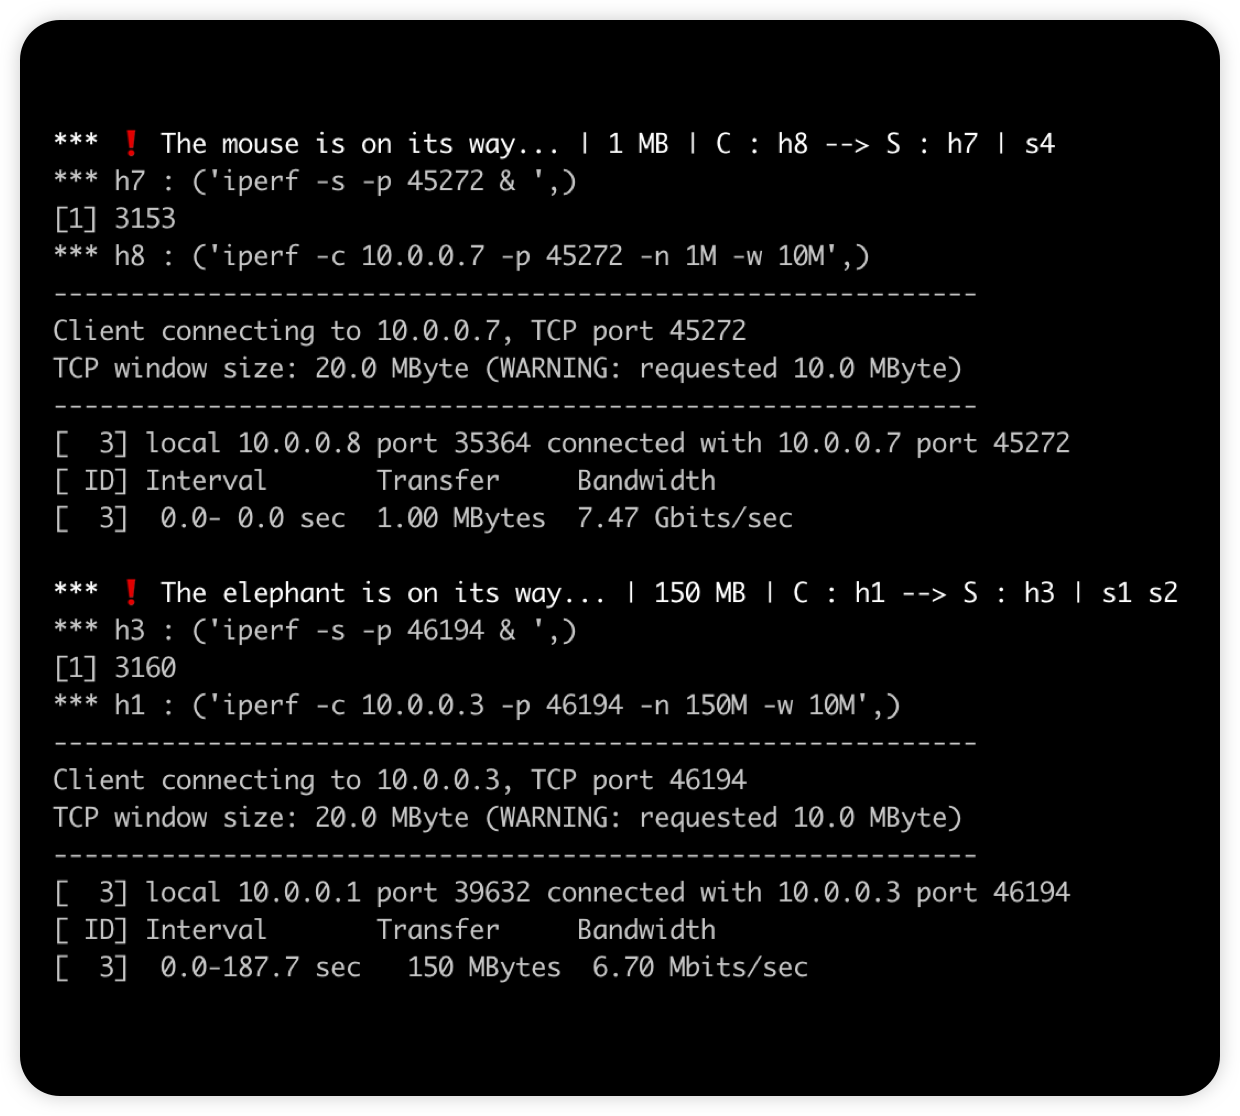 *** ❗ The mouse is on its way... | 1 MB | C : h8 --> S : h7 | s4
*** h7 : ('iperf -s -p 45272 & ',)
[1] 3153
*** h8 : ('iperf -c 10.0.0.7 -p 45272 -n 1M -w 10M',)
------------------------------------------------------------
Client connecting to 10.0.0.7, TCP port 45272
TCP window size: 20.0 MByte (WARNING: requested 10.0 MByte)
------------------------------------------------------------
[  3] local 10.0.0.8 port 35364 connected with 10.0.0.7 port 45272
[ ID] Interval       Transfer     Bandwidth
[  3]  0.0- 0.0 sec  1.00 MBytes  7.47 Gbits/sec
*** ❗ The elephant is on its way... | 150 MB | C : h1 --> S : h3 | s1 s2
*** h3 : ('iperf -s -p 46194 & ',)
[1] 3160
*** h1 : ('iperf -c 10.0.0.3 -p 46194 -n 150M -w 10M',)
------------------------------------------------------------
Client connecting to 10.0.0.3, TCP port 46194
TCP window size: 20.0 MByte (WARNING: requested 10.0 MByte)
------------------------------------------------------------
[  3] local 10.0.0.1 port 39632 connected with 10.0.0.3 port 46194
[ ID] Interval       Transfer     Bandwidth
[  3]  0.0-187.7 sec   150 MBytes  6.70 Mbits/sec